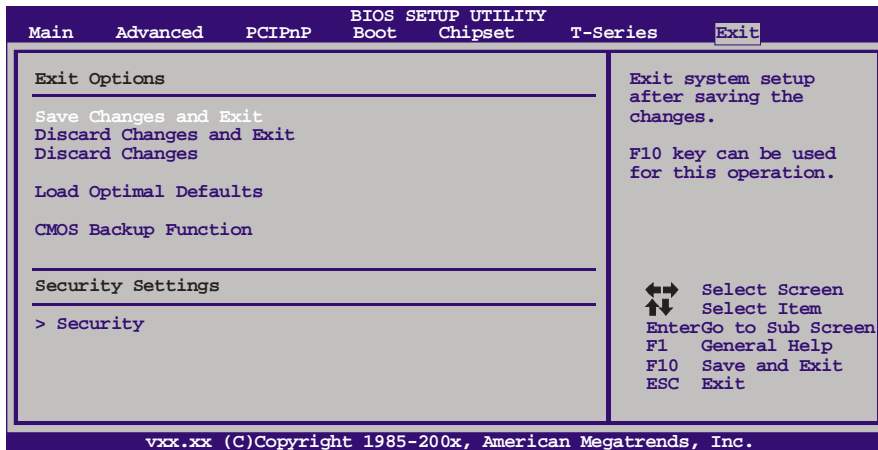 BIOS SETUP UTILITY
Main Advanced PCIPnP Boot Chipset T-Series Exit
Exit Options
Save Changes and Exit
Discard Changes and Exit
Discard Changes
Load Optimal Defaults
CMOS Backup Function
Security Settings
> Security
Exit system setup
after saving the
changes.
F10 key can be used
for this operation.
Select Screen
Select Item
EnterGo to Sub Screen
F1 General Help
F10 Save and Exit
ESC Exit
vxx.xx (C)Copyright 1985-200x, American Megatrends, Inc.